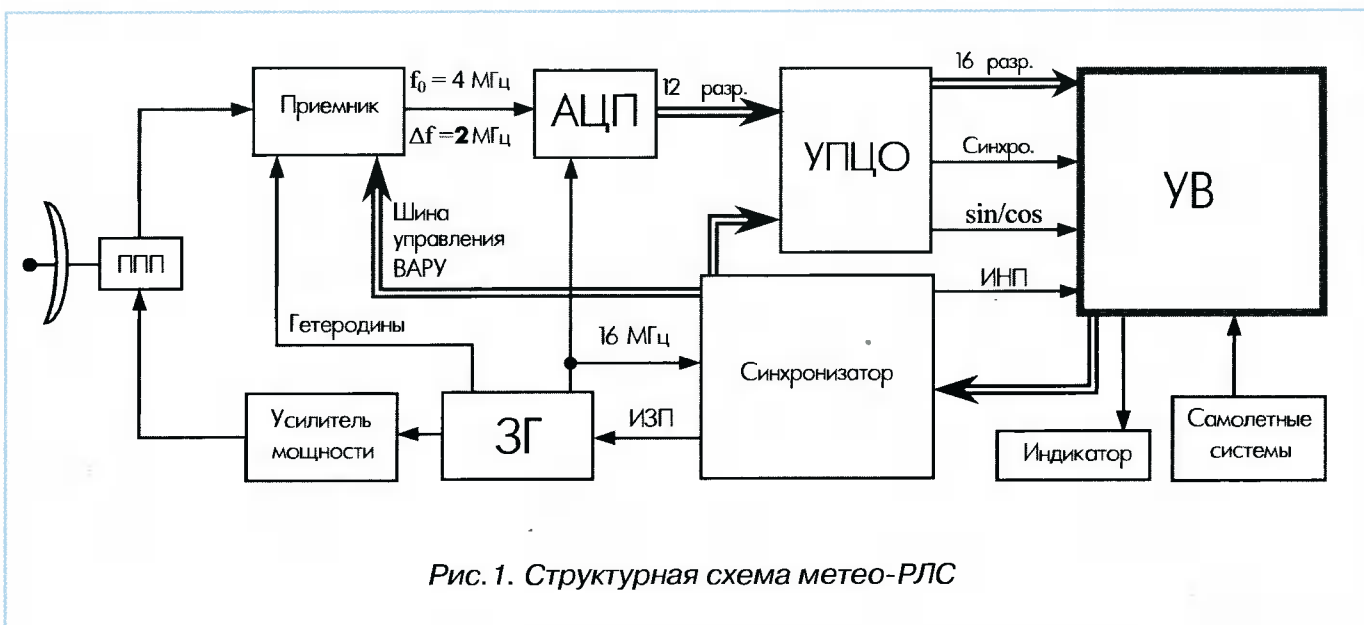 Приемник
f₀ = 4 МГц
Δf = 2 МГц
АЦП
12 разр.
УПЦО
16 разр.
Синхро.
sin/cos
УВ
Шина
управления
ВАРУ
ППП
ИНП
Гетеродины
16 МГц
Синхронизатор
Усилитель
мощности
ЗГ
ИЗП
Индикатор
Самолетные
системы
Рис. 1. Структурная схема метео-РЛС